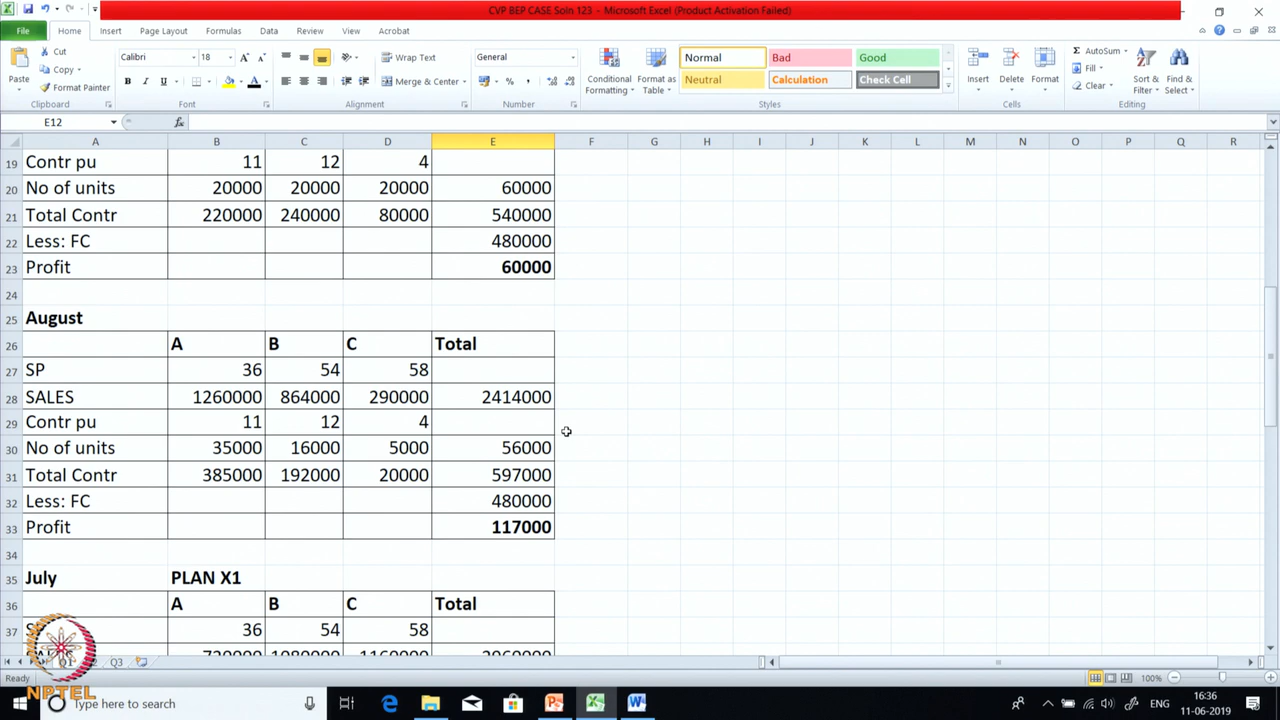 CVP BEP CASE Soln 123 - Microsoft Excel (Product Activation Failed)
File Home Insert Page Layout Formulas Data Review View Acrobat
Cut
Copy
Format Painter
Paste
Clipboard
Calibri 18
Font
Wrap Text
Merge & Center
Alignment
General
Number
Conditional Formatting
Format as Table
Normal Bad Good
Neutral Calculation Check Cell
Styles
Insert Delete Format
Cells
AutoSum
Fill
Clear
Sort & Filter
Find & Select
Editing
E12 fx
A B C D E F G H I J K L M N O P Q R
19 Contr pu 11 12 4
20 No of units 20000 20000 20000 60000
21 Total Contr 220000 240000 80000 540000
22 Less: FC 480000
23 Profit 60000
24
25 August
26 A B C Total
27 SP 36 54 58
28 SALES 1260000 864000 290000 2414000
29 Contr pu 11 12 4
30 No of units 35000 16000 5000 56000
31 Total Contr 385000 192000 20000 597000
32 Less: FC 480000
33 Profit 117000
34
35 July PLAN X1
36 A B C Total
37 36 54 58
Q1 Q3
Ready 100%
NPTEL
Type here to search
ENG
16:36
11-06-2019